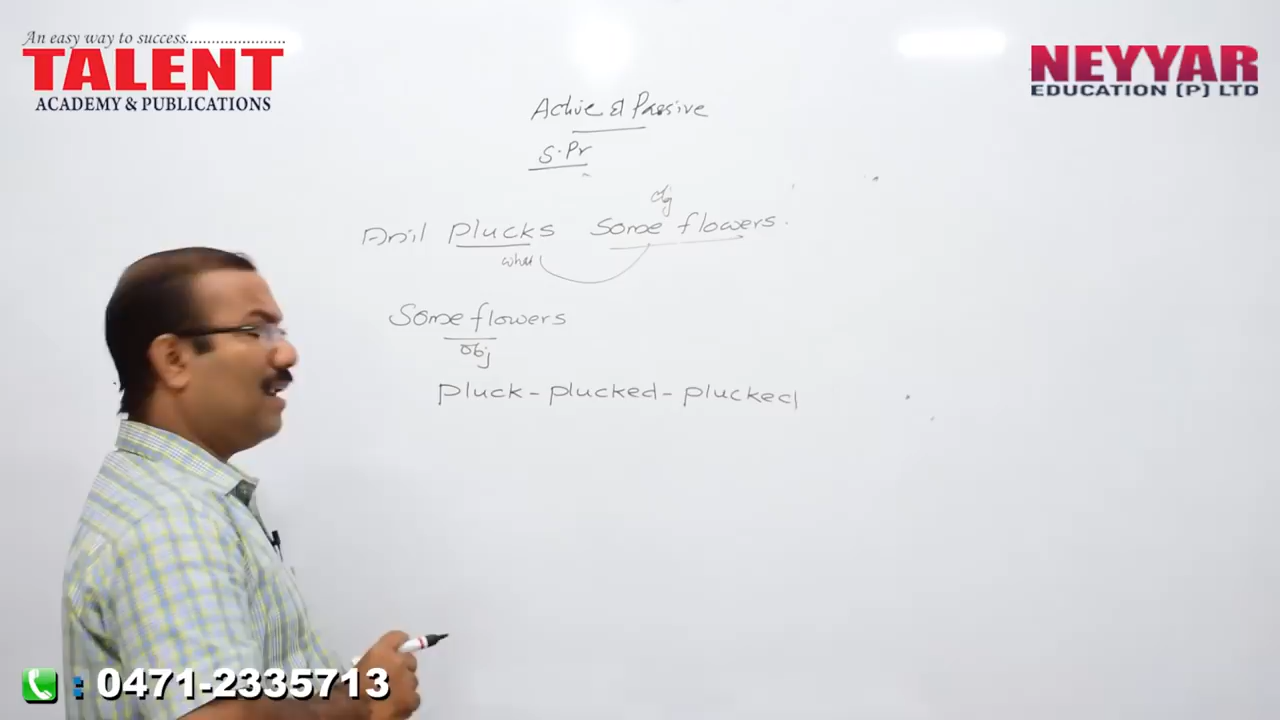 An easy way to success.......................
TALENT
ACADEMY & PUBLICATIONS
NEYYAR
EDUCATION (P) LTD
Active & Passive
S.Pr
obj
Anil plucks some flowers.
what
Some flowers
obj
pluck - plucked - plucked
: 0471-2335713